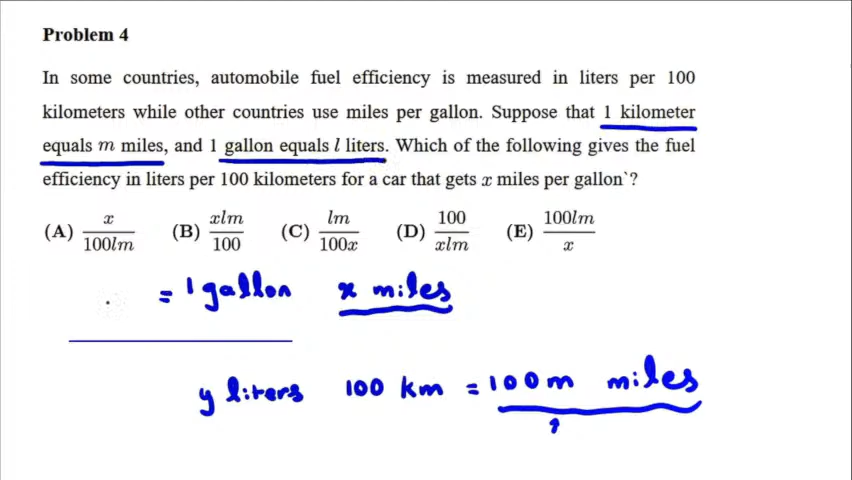 Problem 4
In some countries, automobile fuel efficiency is measured in liters per 100
kilometers while other countries use miles per gallon. Suppose that 1 kilometer
equals m miles, and 1 gallon equals l liters. Which of the following gives the fuel
efficiency in liters per 100 kilometers for a car that gets x miles per gallon`?
(A) x/100lm (B) xlm/100 (C) lm/100x (D) 100/xlm (E) 100lm/x
= 1 gallon x miles
y liters 100 km = 100m miles